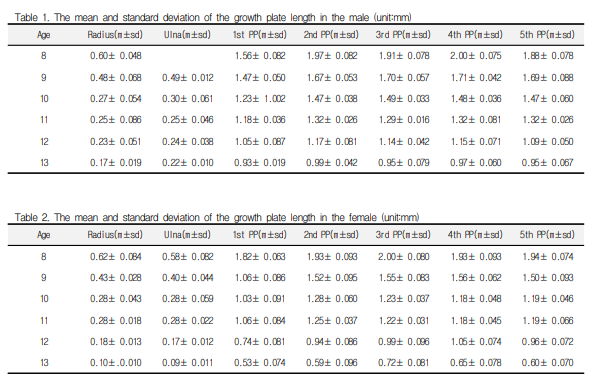 Table 1. The mean and standard deviation of the growth plate length in the male (unit:mm)
Age Radius(m±sd) Ulna(m±sd) 1st PP(m±sd) 2nd PP(m±sd) 3rd PP(m±sd) 4th PP(m±sd) 5th PP(m±sd)
8 0.60± 0.048 1.56± 0.082 1.97± 0.082 1.91± 0.078 2.00± 0.075 1.88± 0.078
9 0.48± 0.068 0.49± 0.012 1.47± 0.050 1.67± 0.053 1.70± 0.057 1.71± 0.042 1.69± 0.088
10 0.27± 0.054 0.30± 0.061 1.23± 1.002 1.47± 0.038 1.49± 0.033 1.48± 0.036 1.47± 0.060
11 0.25± 0.086 0.25± 0.046 1.18± 0.036 1.32± 0.026 1.29± 0.016 1.32± 0.081 1.32± 0.026
12 0.23± 0.051 0.24± 0.038 1.05± 0.087 1.17± 0.081 1.14± 0.042 1.15± 0.071 1.09± 0.050
13 0.17± 0.019 0.22± 0.010 0.93± 0.019 0.99± 0.042 0.95± 0.079 0.97± 0.060 0.95± 0.067
Table 2. The mean and standard deviation of the growth plate length in the female (unit:mm)
Age Radius(m±sd) Ulna(m±sd) 1st PP(m±sd) 2nd PP(m±sd) 3rd PP(m±sd) 4th PP(m±sd) 5th PP(m±sd)
8 0.62± 0.084 0.58± 0.082 1.82± 0.063 1.93± 0.093 2.00± 0.080 1.93± 0.093 1.94± 0.074
9 0.43± 0.028 0.40± 0.044 1.06± 0.086 1.52± 0.095 1.55± 0.083 1.56± 0.062 1.50± 0.093
10 0.28± 0.043 0.28± 0.059 1.03± 0.091 1.28± 0.060 1.23± 0.037 1.18± 0.048 1.19± 0.046
11 0.28± 0.018 0.28± 0.022 1.06± 0.084 1.25± 0.037 1.22± 0.031 1.18± 0.045 1.19± 0.066
12 0.18± 0.013 0.17± 0.012 0.74± 0.081 0.94± 0.086 0.99± 0.096 1.05± 0.074 0.96± 0.072
13 0.10±.0.010 0.09± 0.011 0.53± 0.074 0.59± 0.096 0.72± 0.081 0.65± 0.078 0.60± 0.070